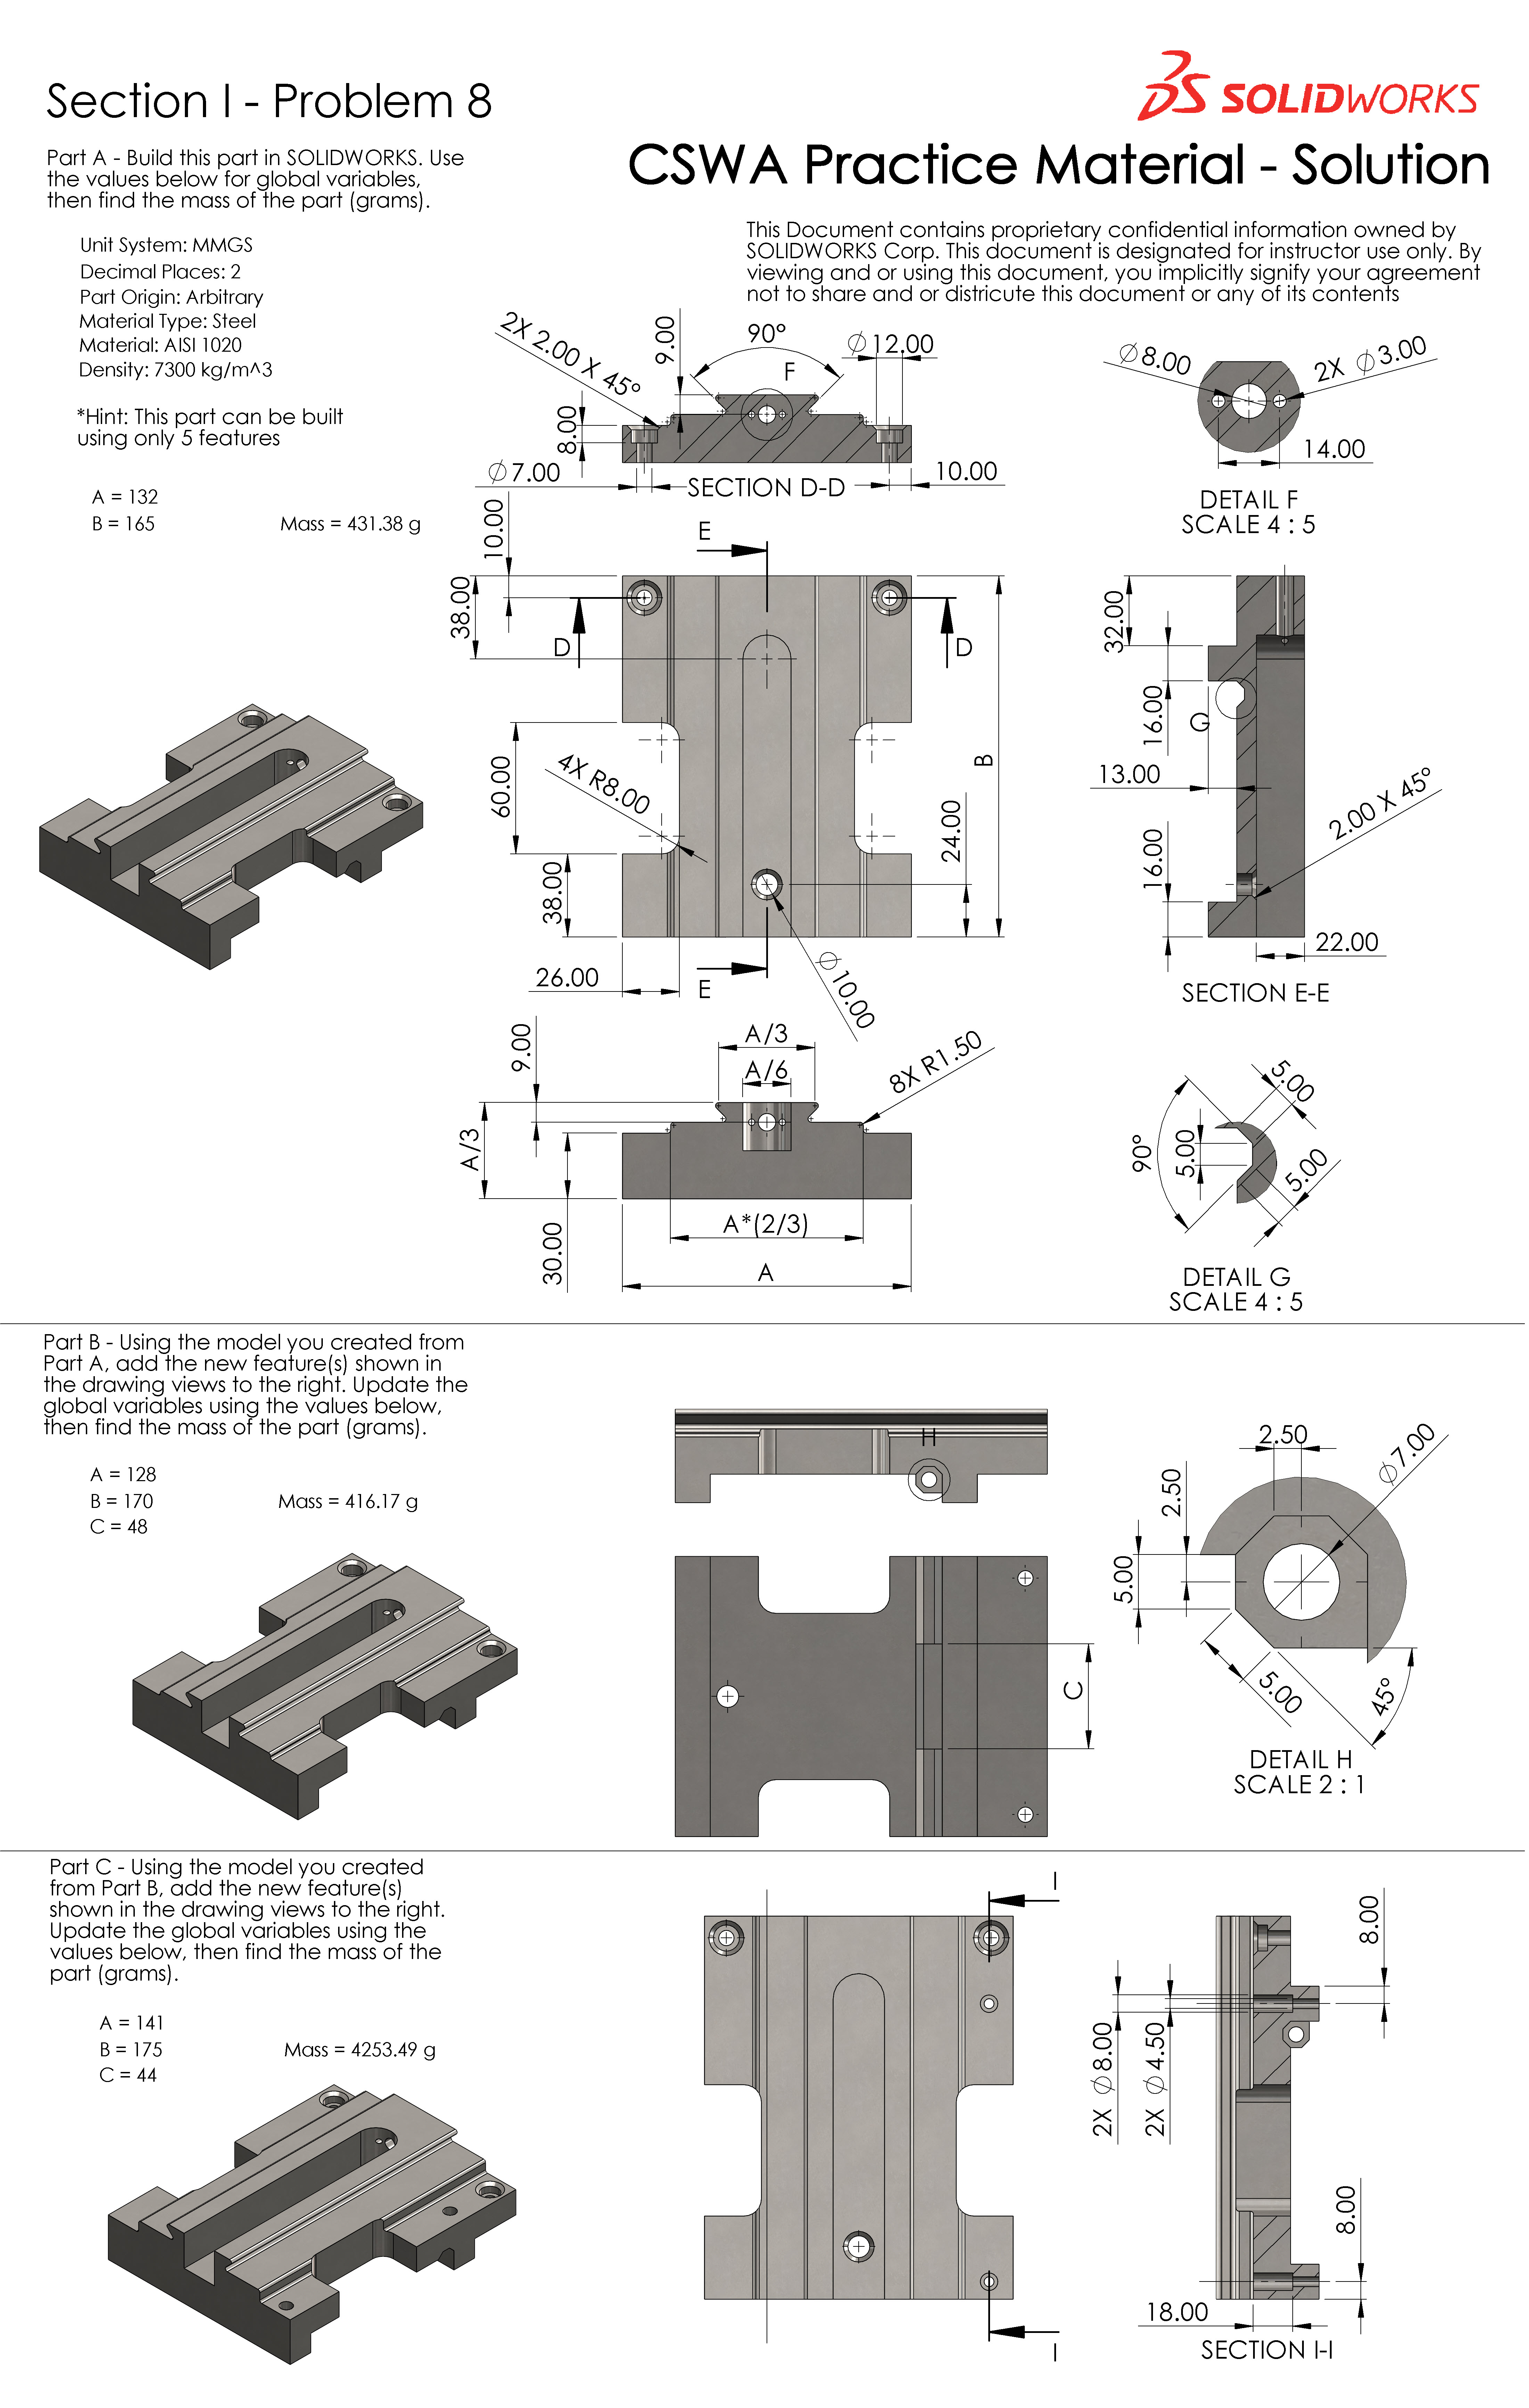 Section I - Problem 8
SOLIDWORKS
CSWA Practice Material - Solution
Part A - Build this part in SOLIDWORKS. Use
the values below for global variables,
then find the mass of the part (grams).
This Document contains proprietary confidential information owned by
SOLIDWORKS Corp. This document is designated for instructor use only. By
viewing and or using this document, you implicitly signify your agreement
not to share and or districute this document or any of its contents
Unit System: MMGS
Decimal Places: 2
Part Origin: Arbitrary
Material Type: Steel
Material: AISI 1020
Density: 7300 kg/m^3
*Hint: This part can be built
using only 5 features
A = 132
B = 165
Mass = 431.38 g
2X 2.00 X 45°
9.00
90°
F
∅12.00
8.00
∅7.00
10.00
SECTION D-D
∅8.00
2X ∅3.00
14.00
DETAIL F
SCALE 4 : 5
E
10.00
38.00
D
D
60.00
4X R8.00
38.00
B
24.00
26.00
E
∅10.00
32.00
16.00
G
13.00
16.00
2.00 X 45°
22.00
SECTION E-E
A/3
A/6
9.00
8X R1.50
A/3
30.00
A*(2/3)
A
5.00
90°
5.00
5.00
DETAIL G
SCALE 4 : 5
Part B - Using the model you created from
Part A, add the new feature(s) shown in
the drawing views to the right. Update the
global variables using the values below,
then find the mass of the part (grams).
A = 128
B = 170
C = 48
Mass = 416.17 g
H
C
2.50
∅7.00
2.50
5.00
5.00
45°
DETAIL H
SCALE 2 : 1
Part C - Using the model you created
from Part B, add the new feature(s)
shown in the drawing views to the right.
Update the global variables using the
values below, then find the mass of the
part (grams).
A = 141
B = 175
C = 44
Mass = 4253.49 g
I
I
8.00
2X ∅8.00
2X ∅4.50
8.00
18.00
SECTION I-I